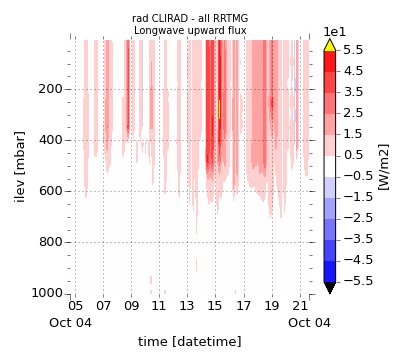 rad CLIRAD - all RRTMG
Longwave upward flux
1e1
5.5
4.5
3.5
2.5
1.5
0.5
−0.5
−1.5
−2.5
−3.5
−4.5
−5.5
[W/m2]
ilev [mbar]
200
400
600
800
1000
05 07 09 11 13 15 17 19 21
Oct 04 Oct 04
time [datetime]